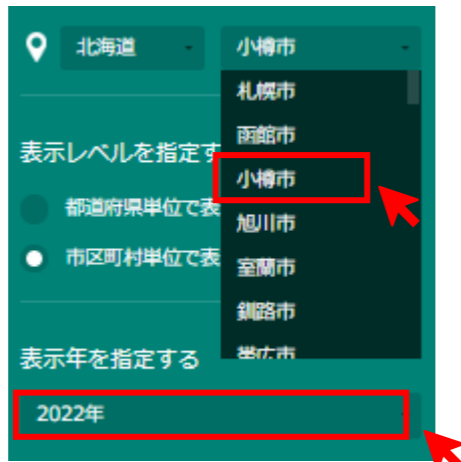 北海道 小樽市
札幌市
函館市
表示レベルを指定す
小樽市
都道府県単位で表
旭川市
市区町村単位で表
室蘭市
釧路市
表示年を指定する
帯広市
2022年